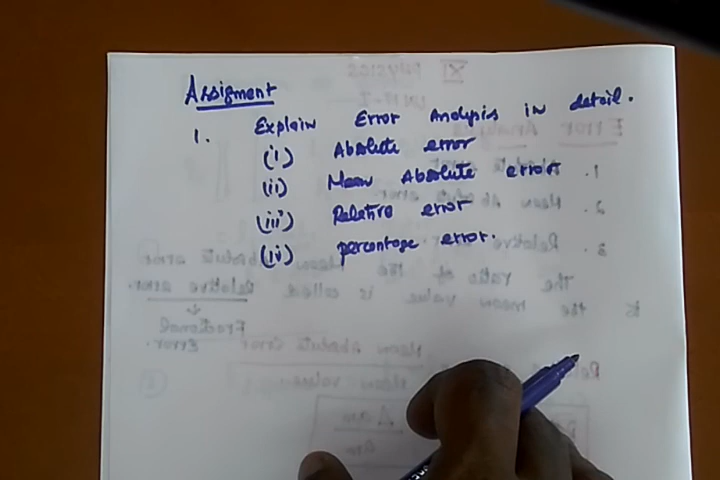 Assigment
1. Explain Error Analysis in detail.
(i) Absolute error
(ii) Mean Absolute error
(iii) Relative error
(iv) percentage error.